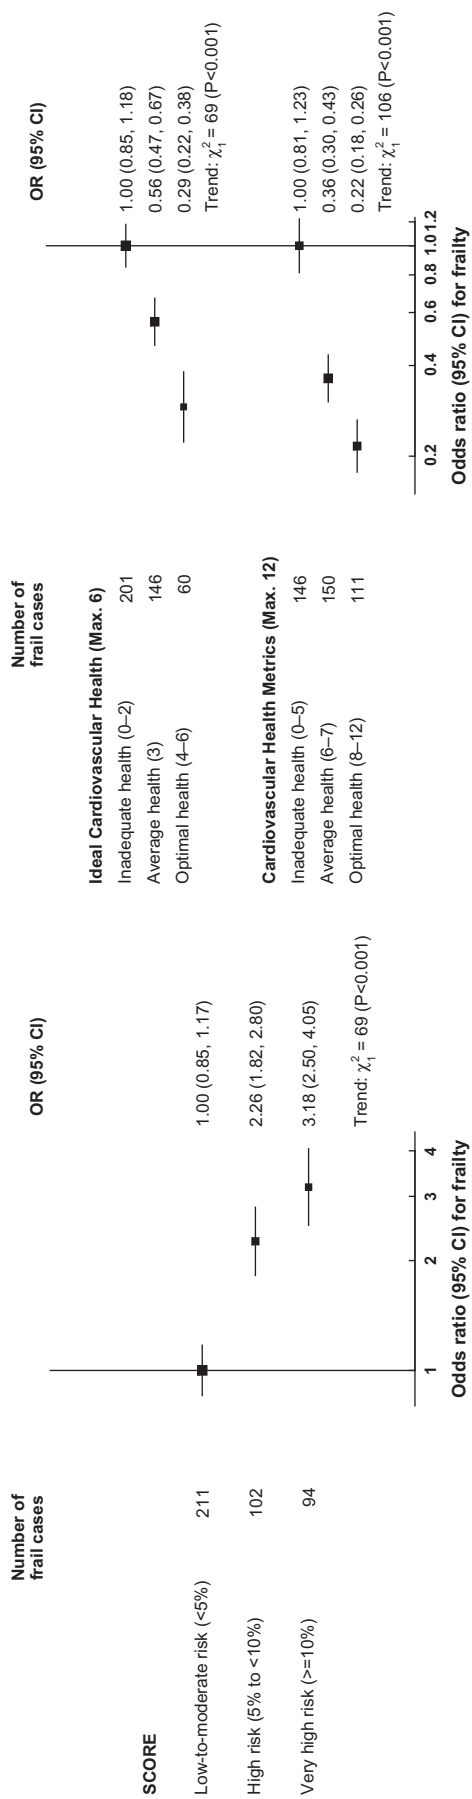 Number of
frail cases
OR (95% CI)
SCORE
Low-to-moderate risk (<5%) 211 1.00 (0.85, 1.17)
High risk (5% to <10%) 102 2.26 (1.82, 2.80)
Very high risk (>=10%) 94 3.18 (2.50, 4.05)
Trend: χ₁² = 69 (P<0.001)
1 2 3 4
Odds ratio (95% CI) for frailty
Number of
frail cases
OR (95% CI)
Ideal Cardiovascular Health (Max. 6)
Inadequate health (0–2) 201 1.00 (0.85, 1.18)
Average health (3) 146 0.56 (0.47, 0.67)
Optimal health (4–6) 60 0.29 (0.22, 0.38)
Trend: χ₁² = 69 (P<0.001)
Cardiovascular Health Metrics (Max. 12)
Inadequate health (0–5) 146 1.00 (0.81, 1.23)
Average health (6–7) 150 0.36 (0.30, 0.43)
Optimal health (8–12) 111 0.22 (0.18, 0.26)
Trend: χ₁² = 106 (P<0.001)
0.2 0.4 0.6 0.8 1.0 1.2
Odds ratio (95% CI) for frailty